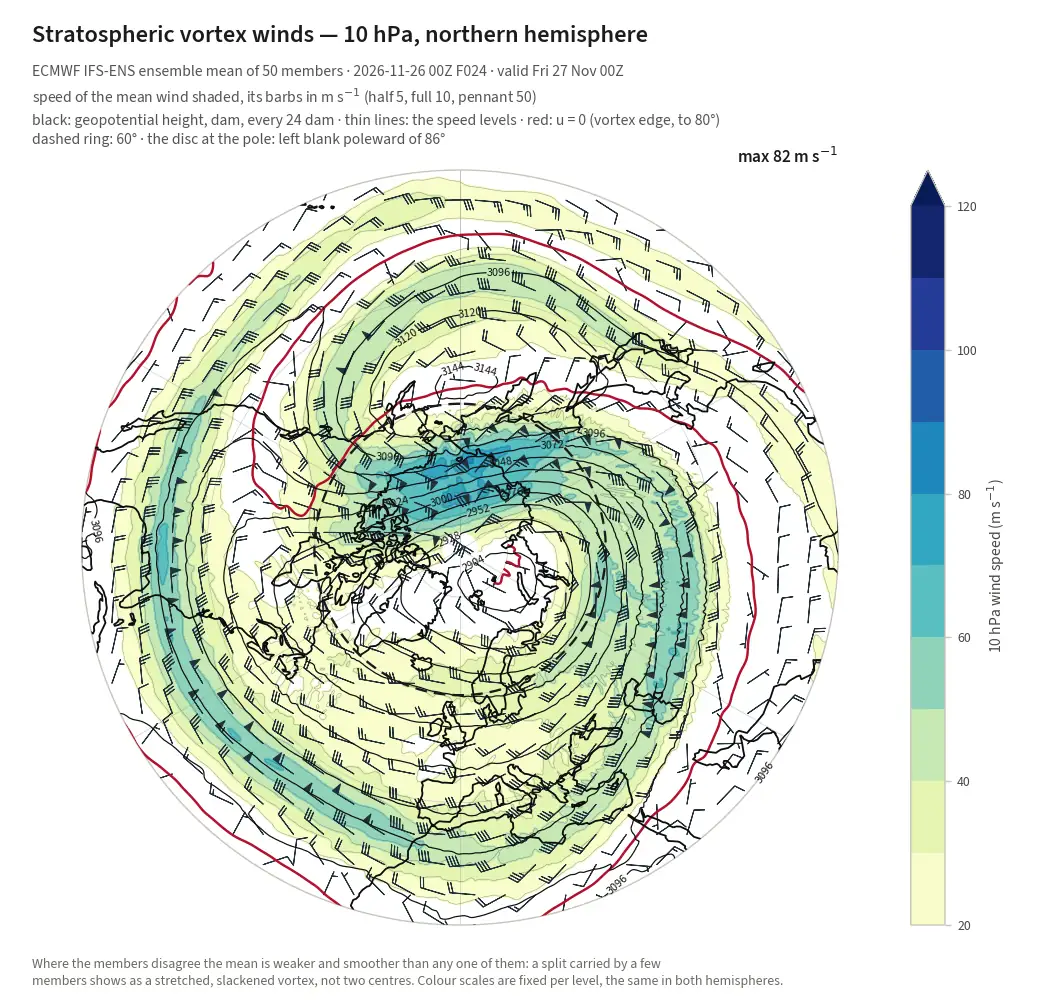 Stratospheric vortex winds — 10 hPa, northern hemisphere
ECMWF IFS-ENS ensemble mean of 50 members · 2026-11-26 00Z F024 · valid Fri 27 Nov 00Z
speed of the mean wind shaded, its barbs in m s⁻¹ (half 5, full 10, pennant 50)
black: geopotential height, dam, every 24 dam · thin lines: the speed levels · red: u = 0 (vortex edge, to 80°)
dashed ring: 60° · the disc at the pole: left blank poleward of 86°
max 82 m s⁻¹
120
100
80
60
40
20
10 hPa wind speed (m s⁻¹)
3096
3120
3120
3144
3144
3096
3072
3048
3096
3024
3000
2952
2928
2904
3096
3096
3096
Where the members disagree the mean is weaker and smoother than any one of them: a split carried by a few
members shows as a stretched, slackened vortex, not two centres. Colour scales are fixed per level, the same in both hemispheres.